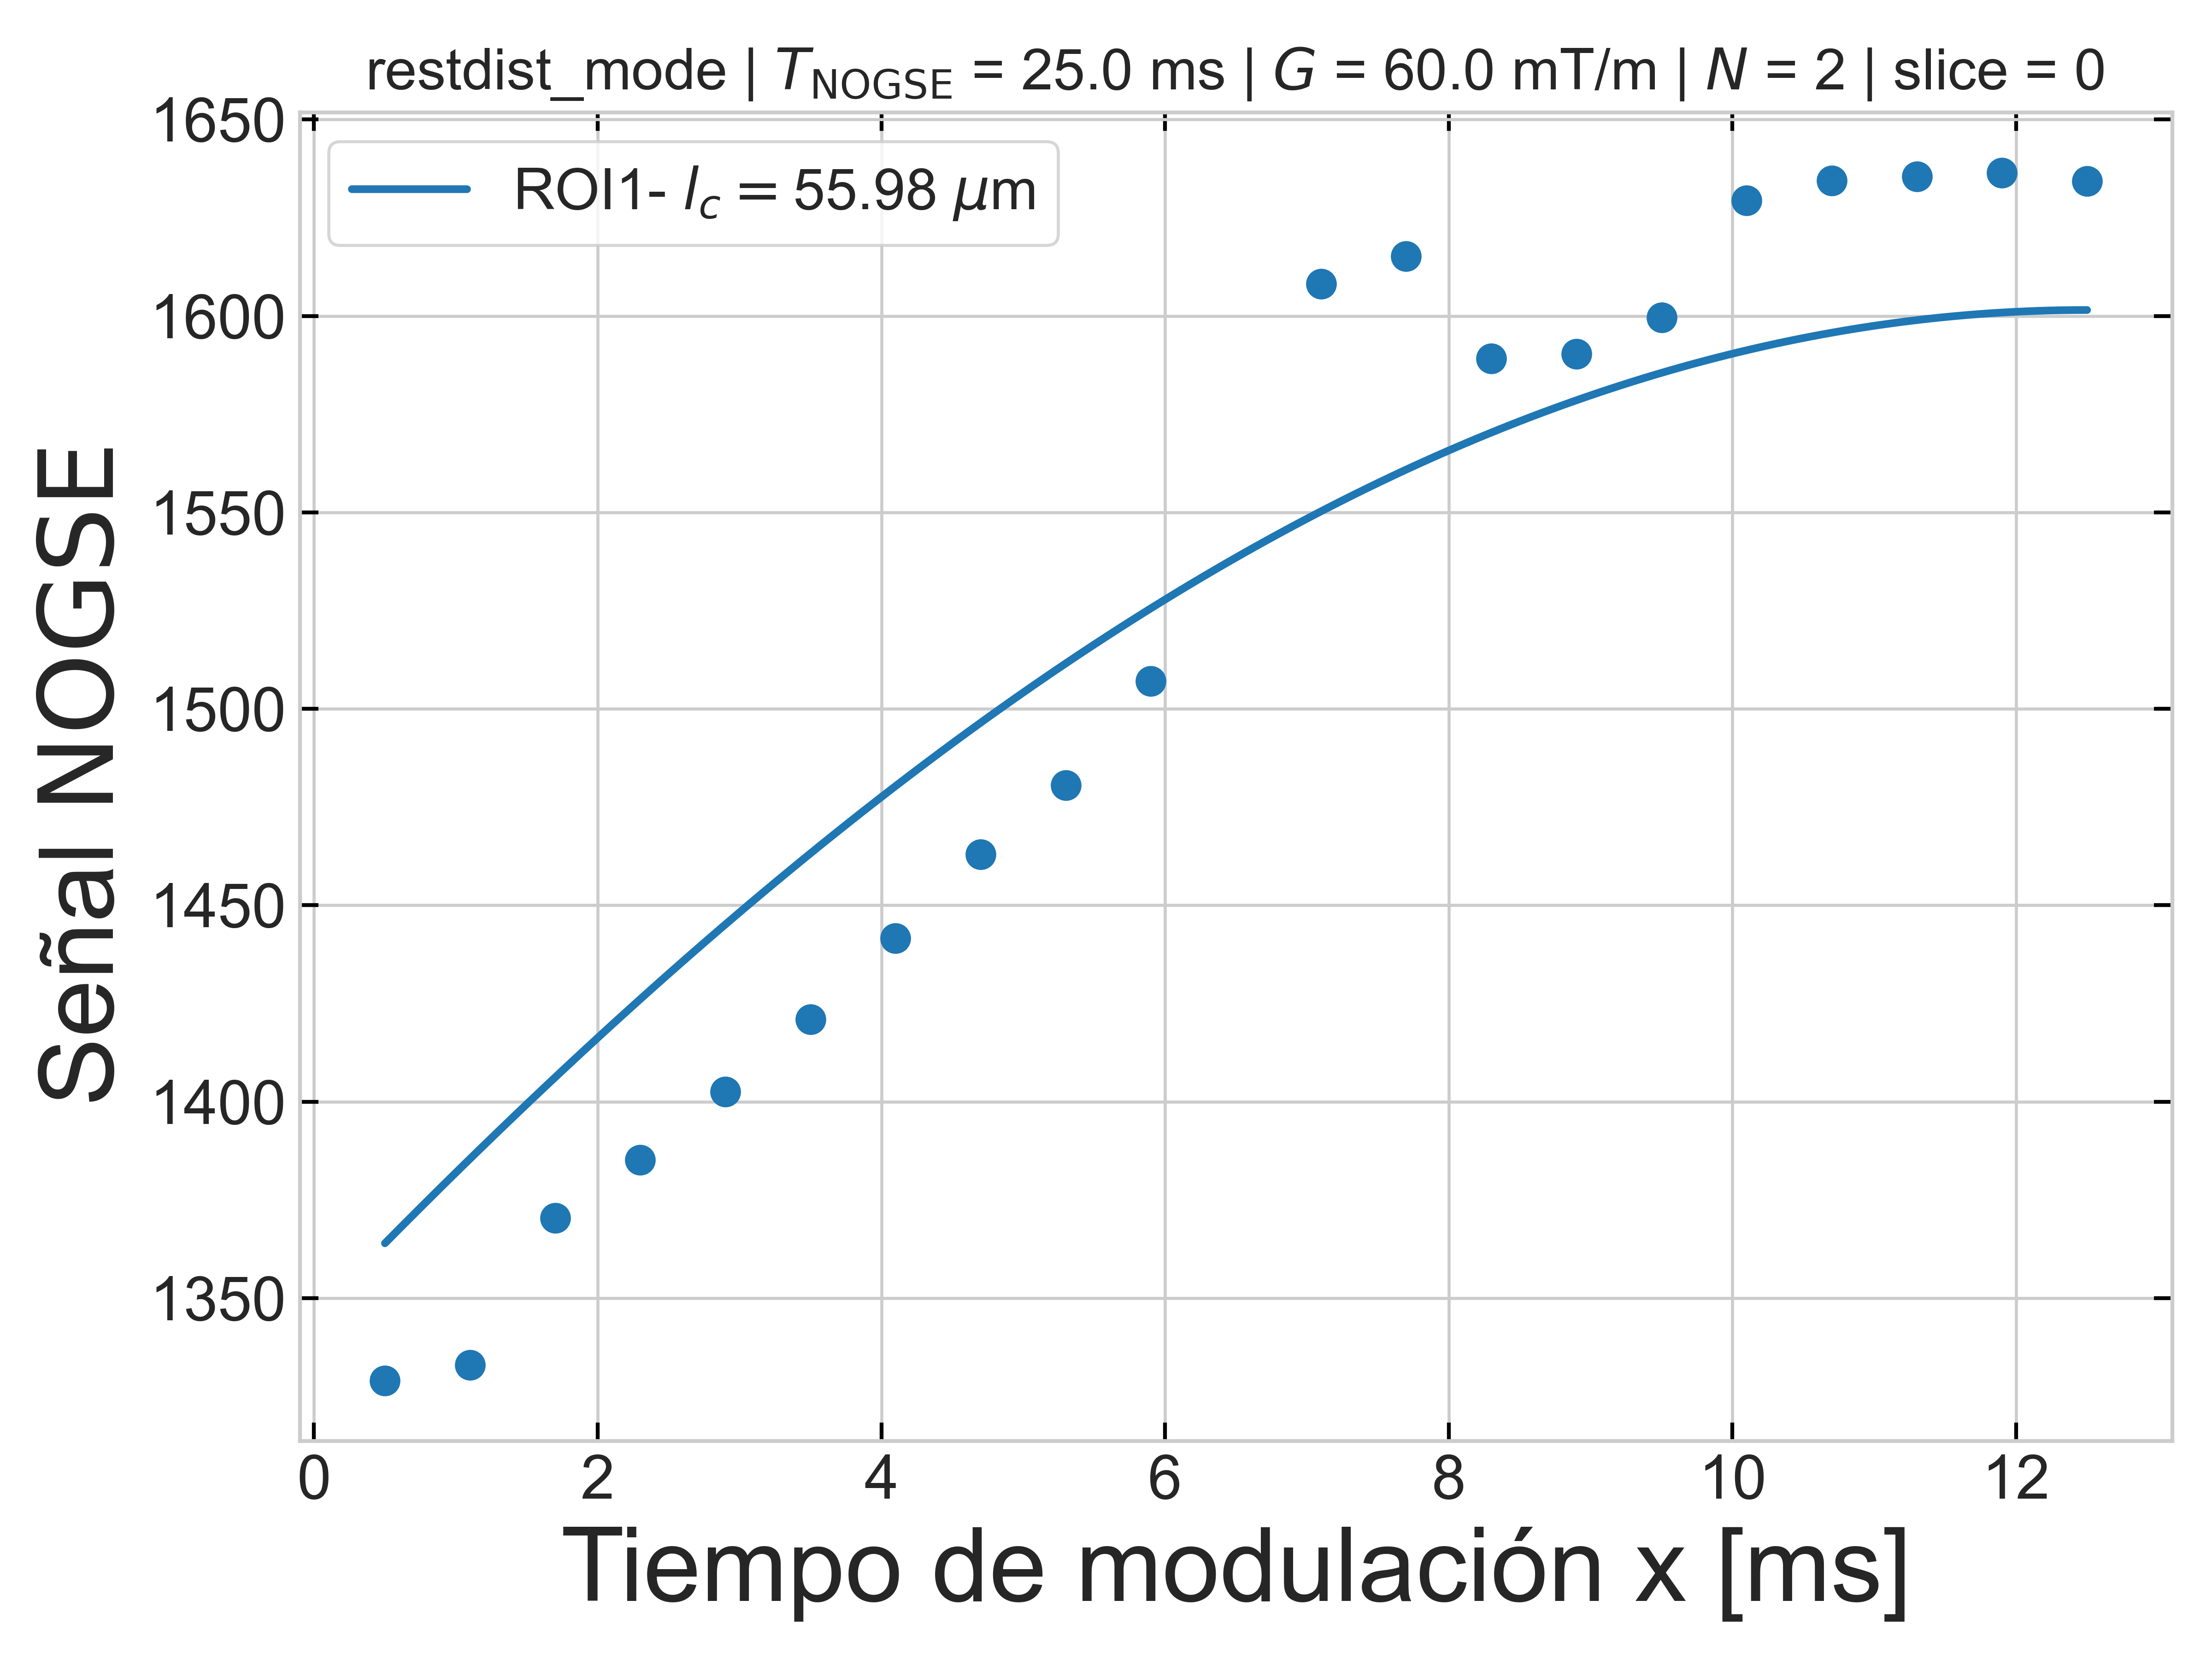 restdist_mode | T_NOGSE = 25.0 ms | G = 60.0 mT/m | N = 2 | slice = 0
ROI1- l_c = 55.98 μm
Señal NOGSE
1650
1600
1550
1500
1450
1400
1350
0 2 4 6 8 10 12
Tiempo de modulación x [ms]